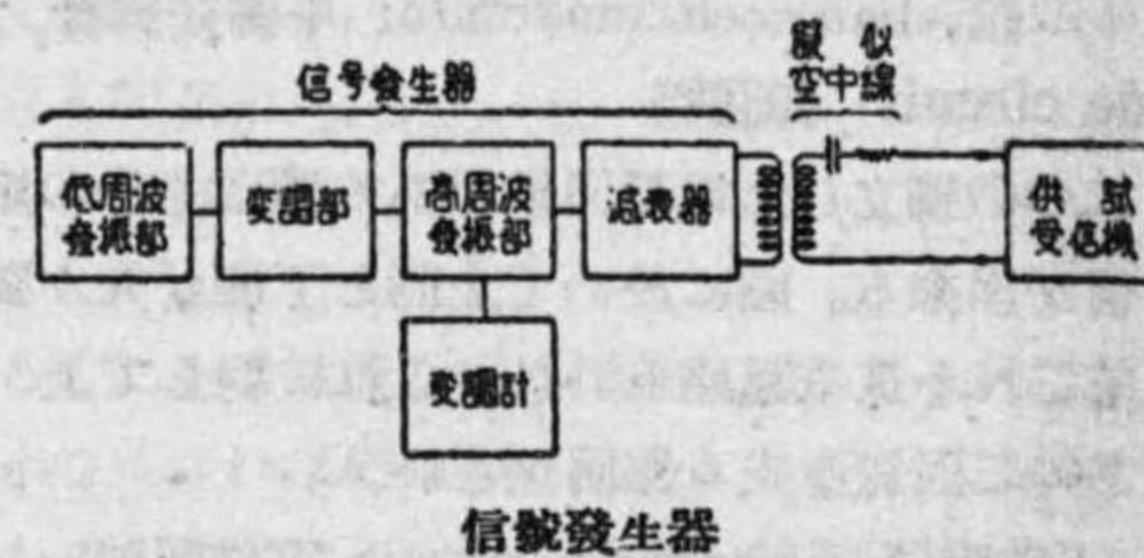 信号發生器
擬似
空中線
低周波
發振部
変調部
高周波
發振部
減衰器
供試
受信機
変調計
信號發生器